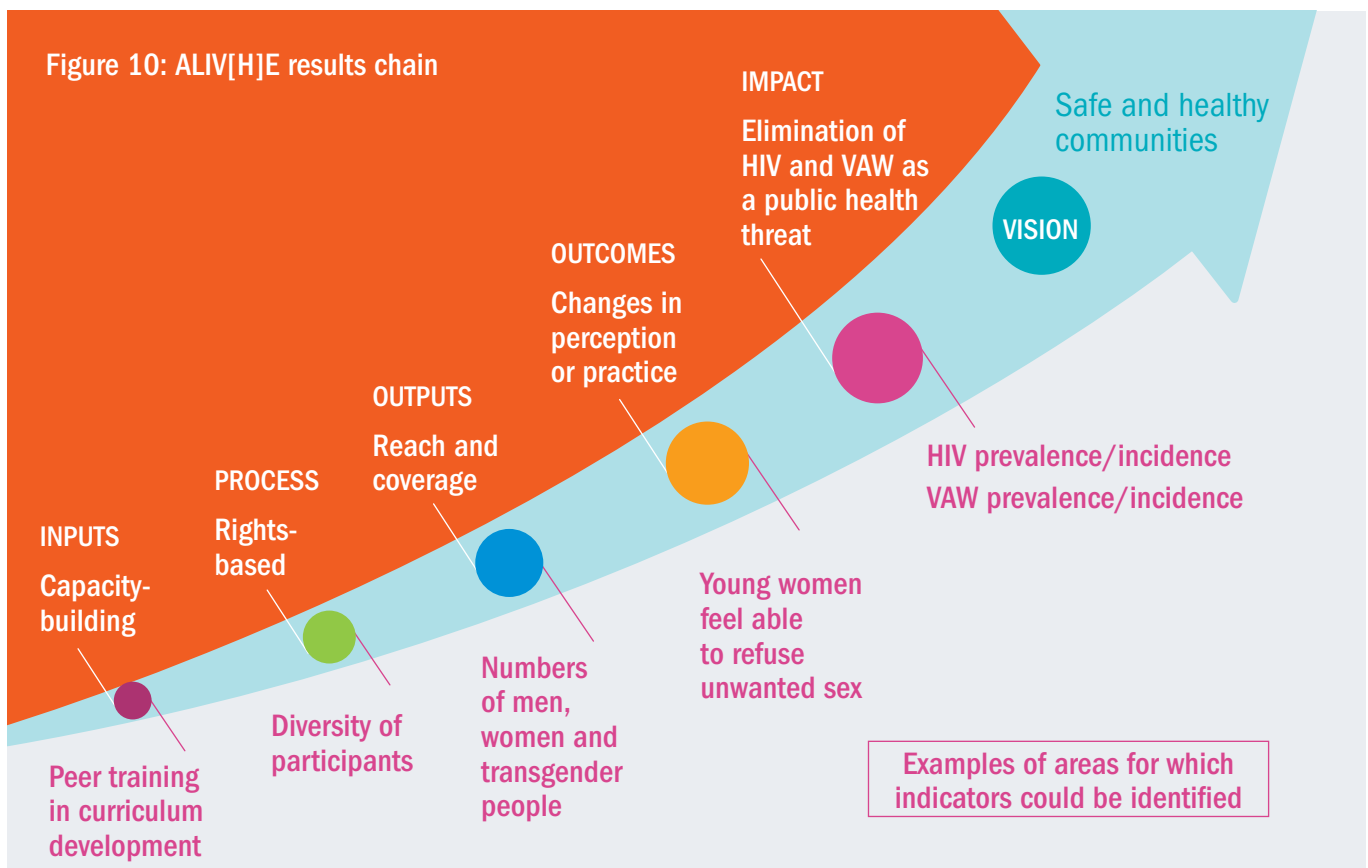 Figure 10: ALIV[H]E results chain
INPUTS
Capacity-
building
Peer training
in curriculum
development
PROCESS
Rights-
based
Diversity of
participants
OUTPUTS
Reach and
coverage
Numbers
of men,
women and
transgender
people
OUTCOMES
Changes in
perception
or practice
Young women
feel able
to refuse
unwanted sex
IMPACT
Elimination of
HIV and VAW as
a public health
threat
HIV prevalence/incidence
VAW prevalence/incidence
Safe and healthy
communities
VISION
Examples of areas for which
indicators could be identified